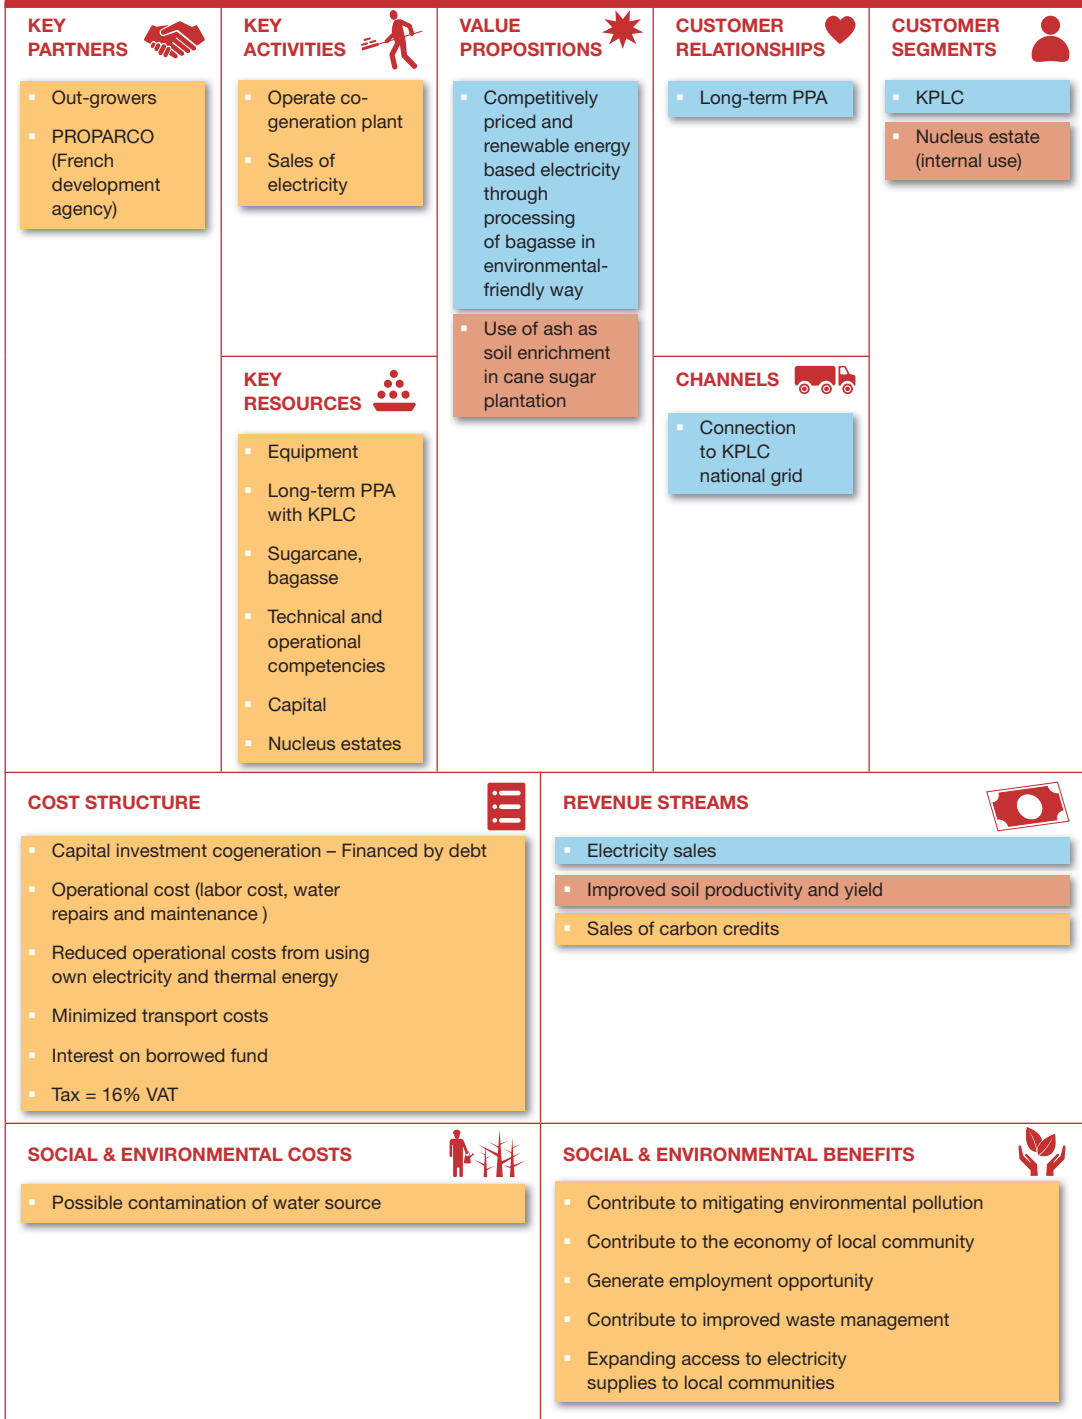 KEY
PARTNERS
Out-growers
PROPARCO
(French
development
agency)
KEY
ACTIVITIES
Operate co-
generation plant
Sales of
electricity
KEY
RESOURCES
Equipment
Long-term PPA
with KPLC
Sugarcane,
bagasse
Technical and
operational
competencies
Capital
Nucleus estates
VALUE
PROPOSITIONS
Competitively
priced and
renewable energy
based electricity
through
processing
of bagasse in
environmental-
friendly way
Use of ash as
soil enrichment
in cane sugar
plantation
CUSTOMER
RELATIONSHIPS
Long-term PPA
CHANNELS
Connection
to KPLC
national grid
CUSTOMER
SEGMENTS
KPLC
Nucleus estate
(internal use)
COST STRUCTURE
Capital investment cogeneration – Financed by debt
Operational cost (labor cost, water
repairs and maintenance )
Reduced operational costs from using
own electricity and thermal energy
Minimized transport costs
Interest on borrowed fund
Tax = 16% VAT
REVENUE STREAMS
Electricity sales
Improved soil productivity and yield
Sales of carbon credits
SOCIAL & ENVIRONMENTAL COSTS
Possible contamination of water source
SOCIAL & ENVIRONMENTAL BENEFITS
Contribute to mitigating environmental pollution
Contribute to the economy of local community
Generate employment opportunity
Contribute to improved waste management
Expanding access to electricity
supplies to local communities